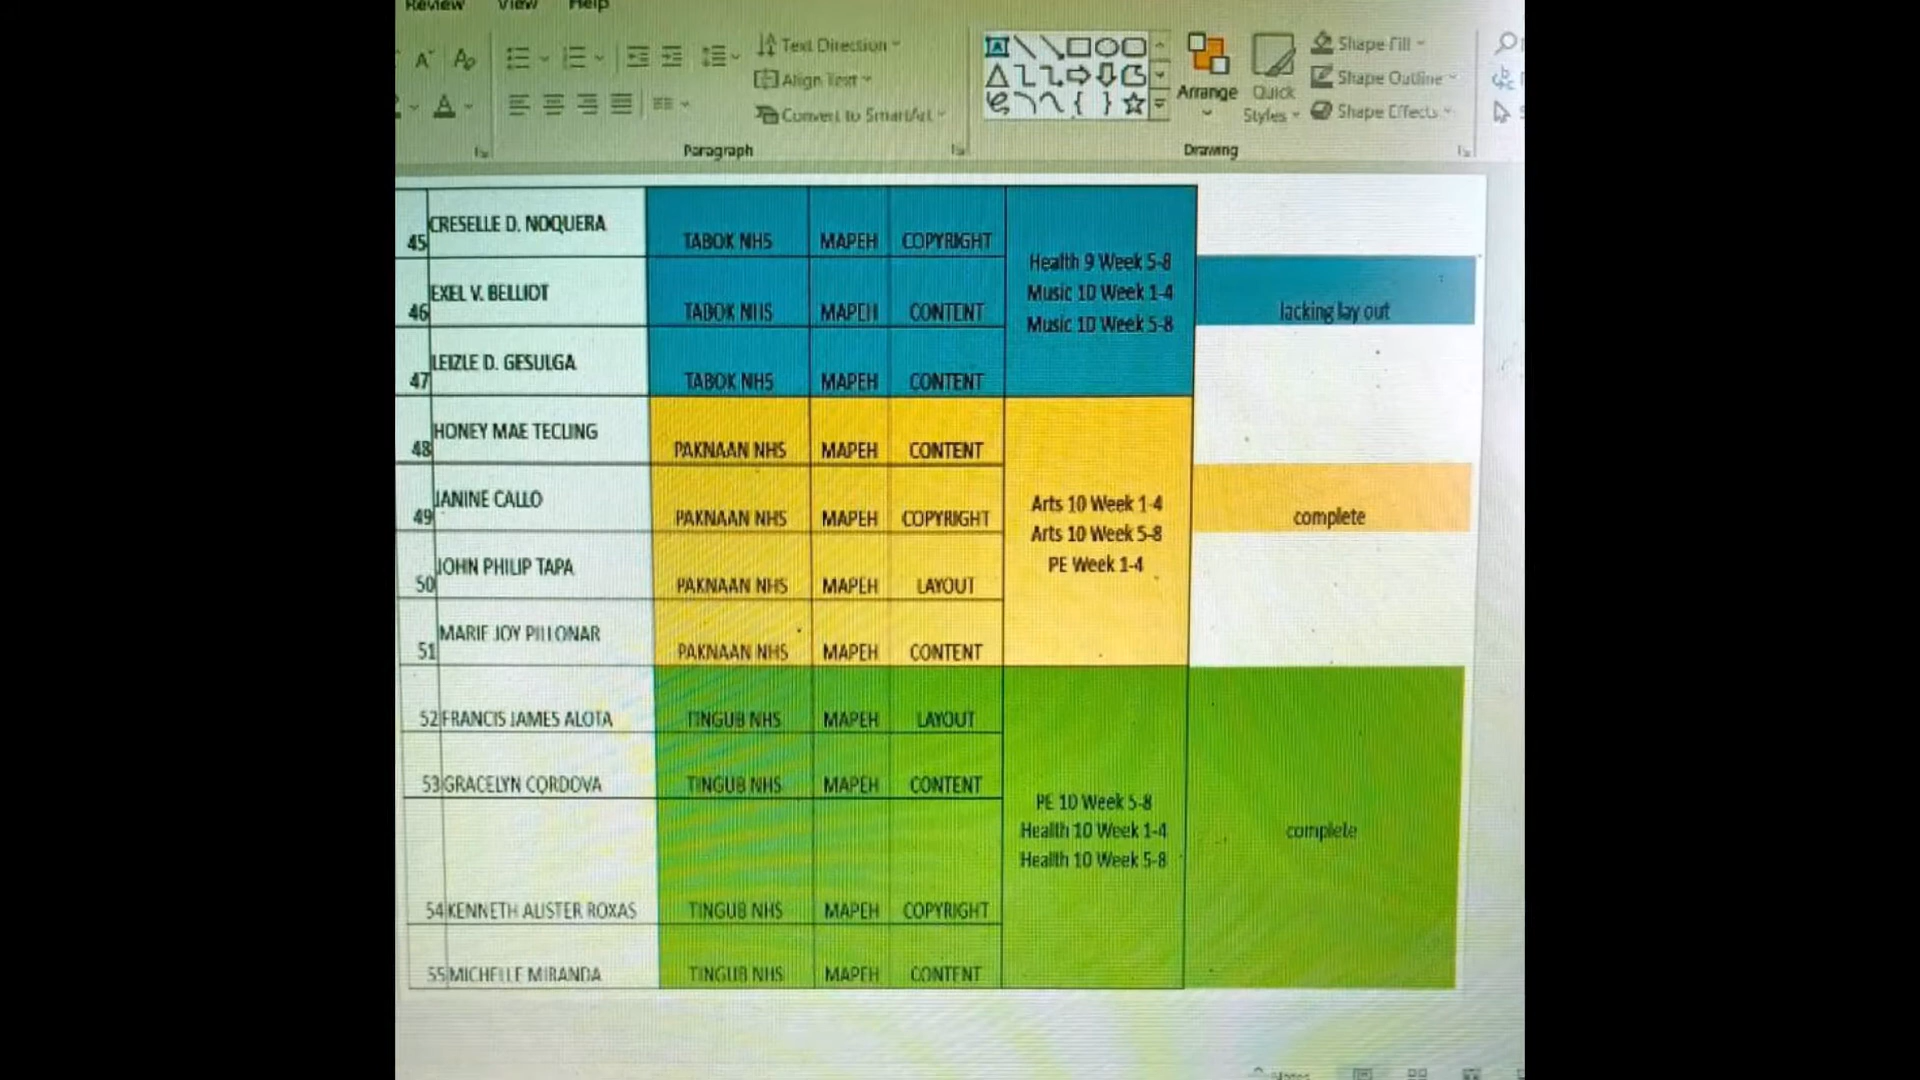 Review View Help
Text Direction
Align Text
Convert to SmartArt
Arrange
Quick
Styles
Shape Fill
Shape Outline
Shape Effects
Paragraph
Drawing
45 CRESELLE D. NOQUERA TABOK NHS MAPEH COPYRIGHT
46 EXEL V. BELLIOT TABOK NHS MAPEH CONTENT
47 LEIZLE D. GESULGA TABOK NHS MAPEH CONTENT
Health 9 Week 5-8
Music 10 Week 1-4
Music 10 Week 5-8
lacking lay out
48 HONEY MAE TECLING PAKNAAN NHS MAPEH CONTENT
49 JANINE CALLO PAKNAAN NHS MAPEH COPYRIGHT
50 JOHN PHILIP TAPA PAKNAAN NHS MAPEH LAYOUT
51 MARIE JOY PILLONAR PAKNAAN NHS MAPEH CONTENT
Arts 10 Week 1-4
Arts 10 Week 5-8
PE Week 1-4
complete
52 FRANCIS JAMES ALOTA TINGUB NHS MAPEH LAYOUT
53 GRACELYN CORDOVA TINGUB NHS MAPEH CONTENT
54 KENNETH ALISTER ROXAS TINGUB NHS MAPEH COPYRIGHT
55 MICHELLE MIRANDA TINGUB NHS MAPEH CONTENT
PE 10 Week 5-8
Health 10 Week 1-4
Health 10 Week 5-8
complete